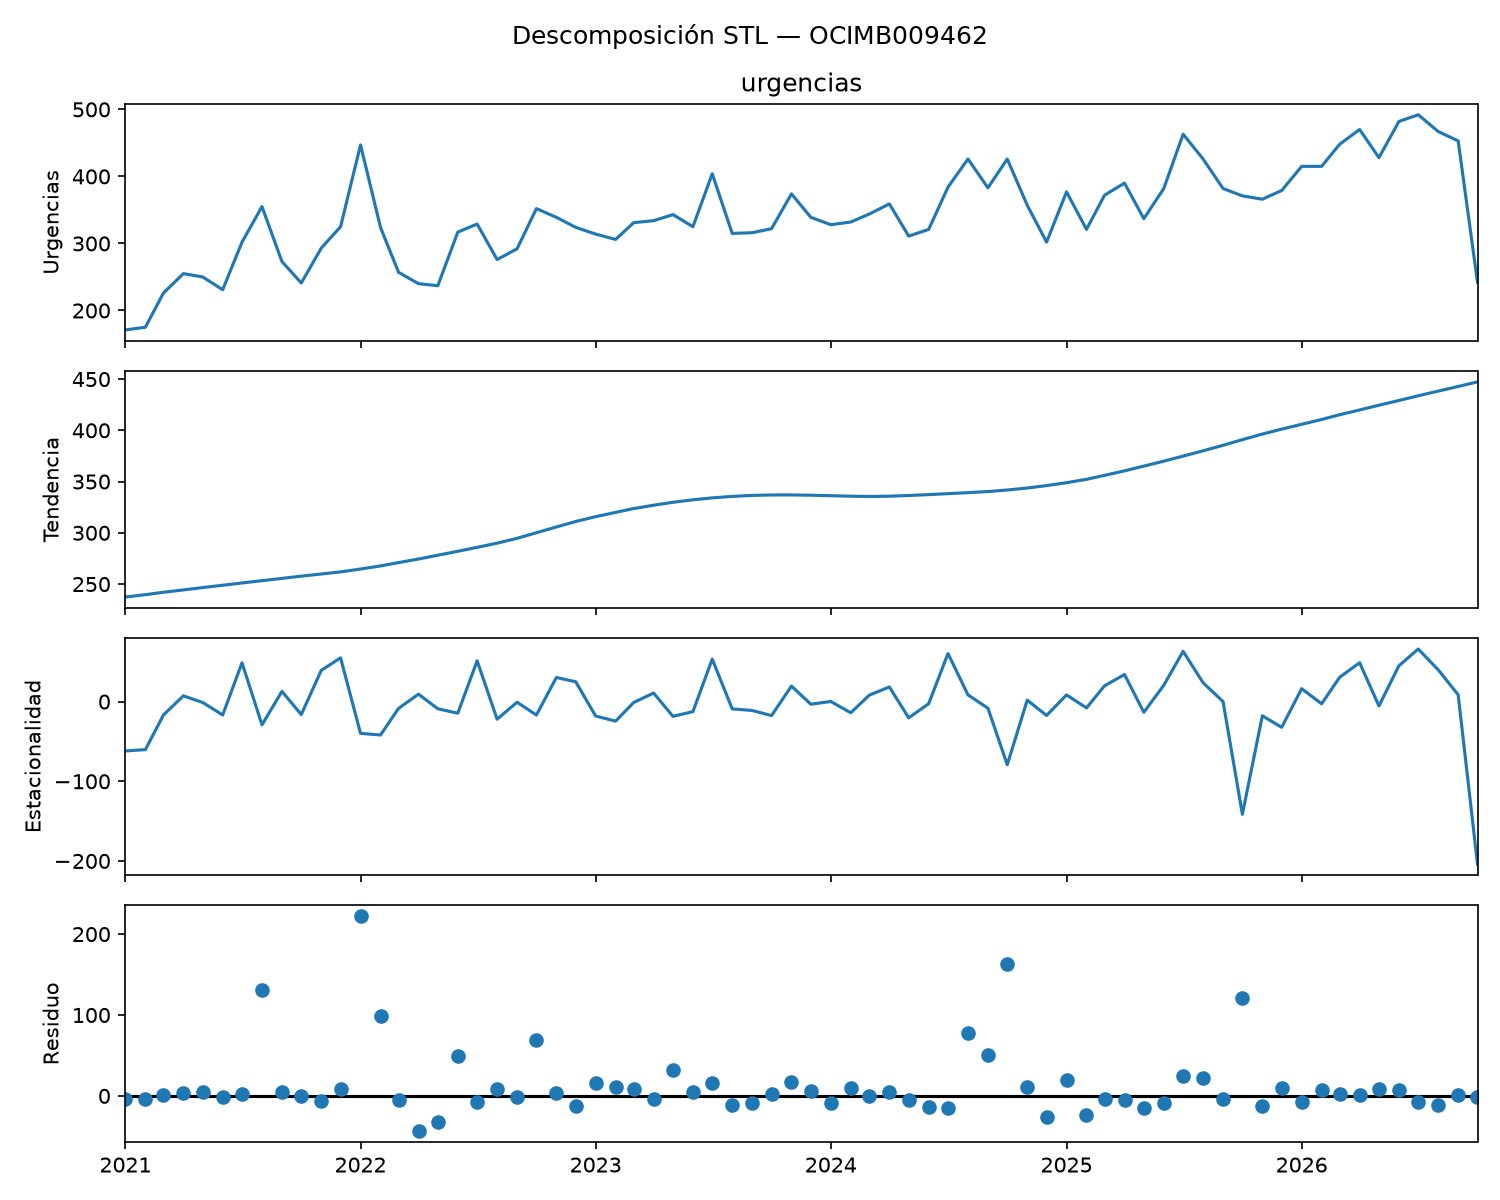 Descomposición STL — OCIMB009462
urgencias
500
400
300
200
Urgencias
450
400
350
300
250
Tendencia
0
−100
−200
Estacionalidad
200
100
0
Residuo
2021 2022 2023 2024 2025 2026